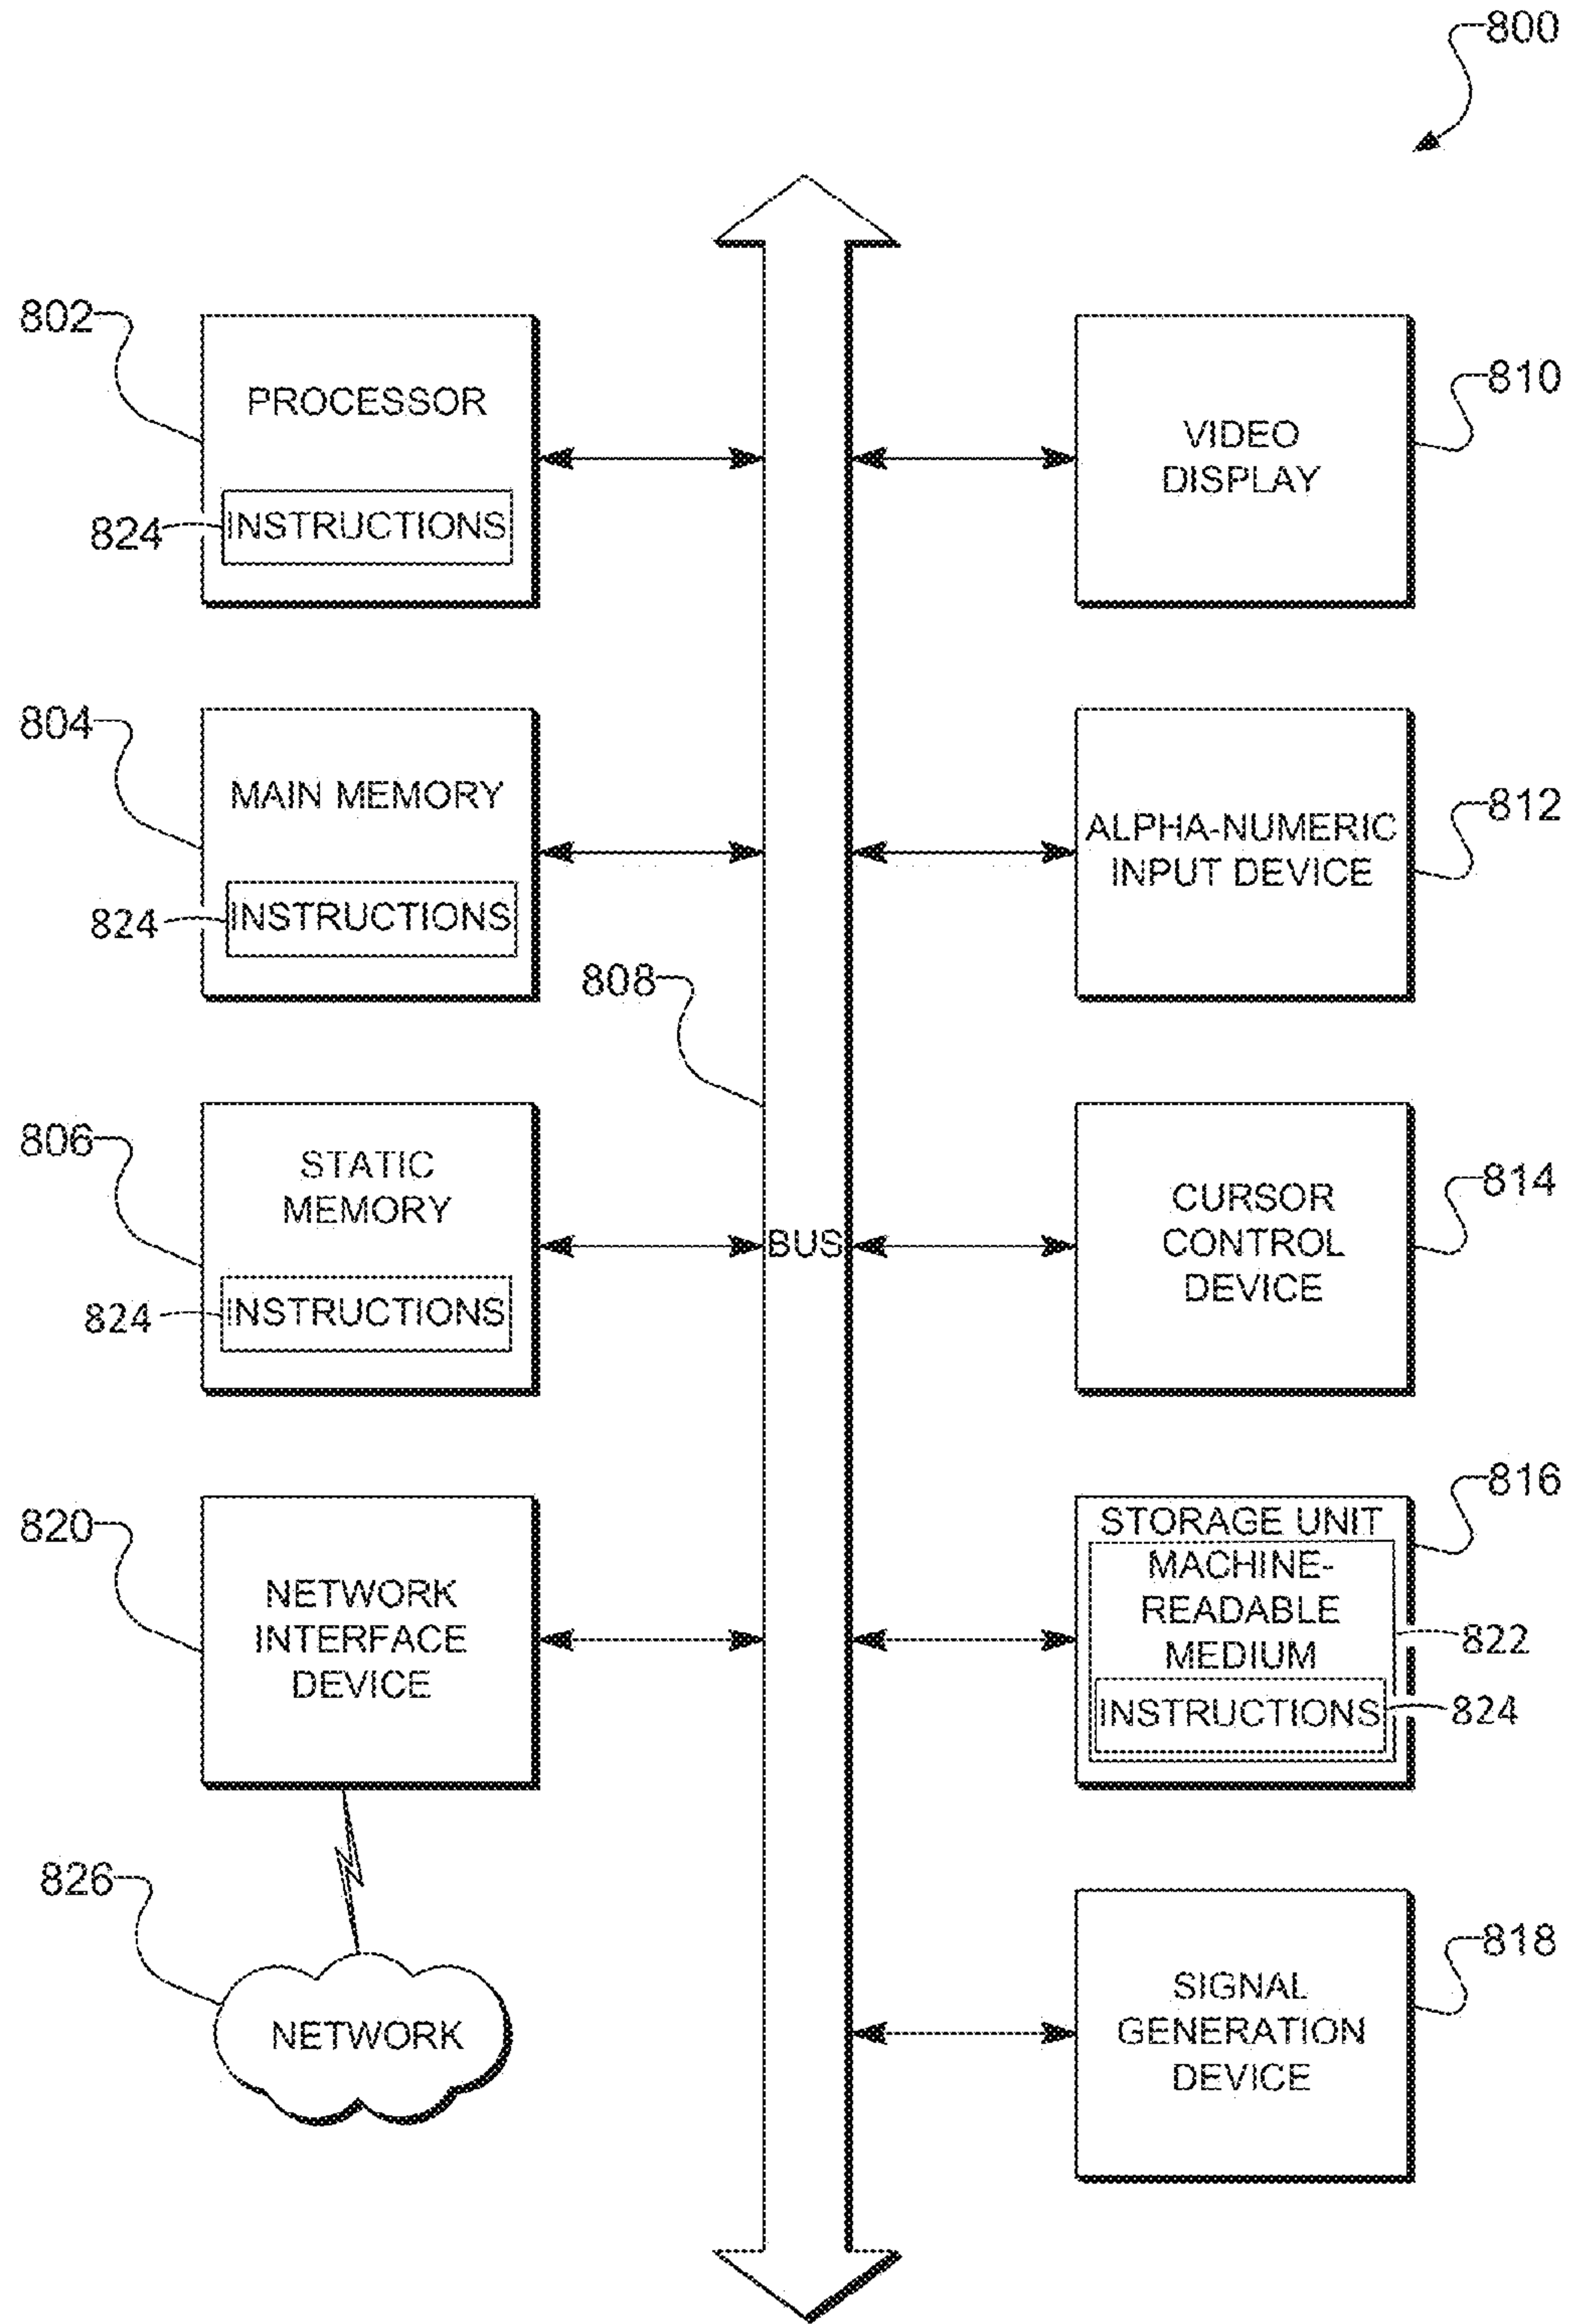 800
802
PROCESSOR
824
INSTRUCTIONS
810
VIDEO
DISPLAY
804
MAIN MEMORY
824
INSTRUCTIONS
812
ALPHA-NUMERIC
INPUT DEVICE
808
BUS
806
STATIC
MEMORY
824
INSTRUCTIONS
814
CURSOR
CONTROL
DEVICE
820
NETWORK
INTERFACE
DEVICE
816
STORAGE UNIT
MACHINE-
READABLE
MEDIUM
822
INSTRUCTIONS
824
826
NETWORK
818
SIGNAL
GENERATION
DEVICE